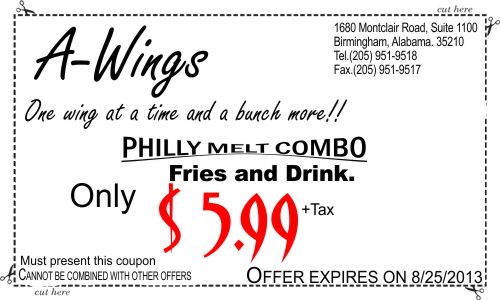 cut here
A-Wings
1680 Montclair Road, Suite 1100
Birmingham, Alabama. 35210
Tel.(205) 951-9518
Fax.(205) 951-9517
One wing at a time and a bunch more!!
PHILLY MELT COMBO
Fries and Drink.
Only $ 5.99 +Tax
Must present this coupon
CANNOT BE COMBINED WITH OTHER OFFERS
OFFER EXPIRES ON 8/25/2013
cut here